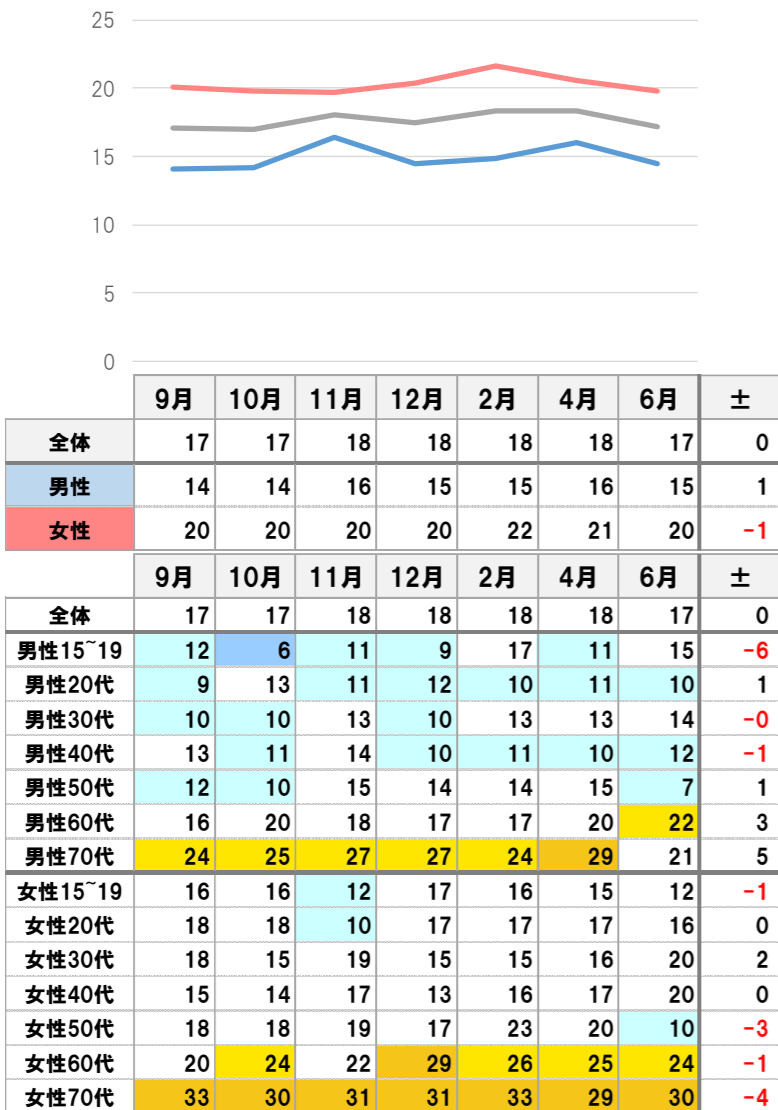 25
20
15
10
5
0
9月 10月 11月 12月 2月 4月 6月 ±
全体 17 17 18 18 18 18 17 0
男性 14 14 16 15 15 16 15 1
女性 20 20 20 20 22 21 20 -1
9月 10月 11月 12月 2月 4月 6月 ±
全体 17 17 18 18 18 18 17 0
男性15~19 12 6 11 9 17 11 15 -6
男性20代 9 13 11 12 10 11 10 1
男性30代 10 10 13 10 13 13 14 -0
男性40代 13 11 14 10 11 10 12 -1
男性50代 12 10 15 14 14 15 7 1
男性60代 16 20 18 17 17 20 22 3
男性70代 24 25 27 27 24 29 21 5
女性15~19 16 16 12 17 16 15 12 -1
女性20代 18 18 10 17 17 17 16 0
女性30代 18 15 19 15 15 16 20 2
女性40代 15 14 17 13 16 17 20 0
女性50代 18 18 19 17 23 20 10 -3
女性60代 20 24 22 29 26 25 24 -1
女性70代 33 30 31 31 33 29 30 -4